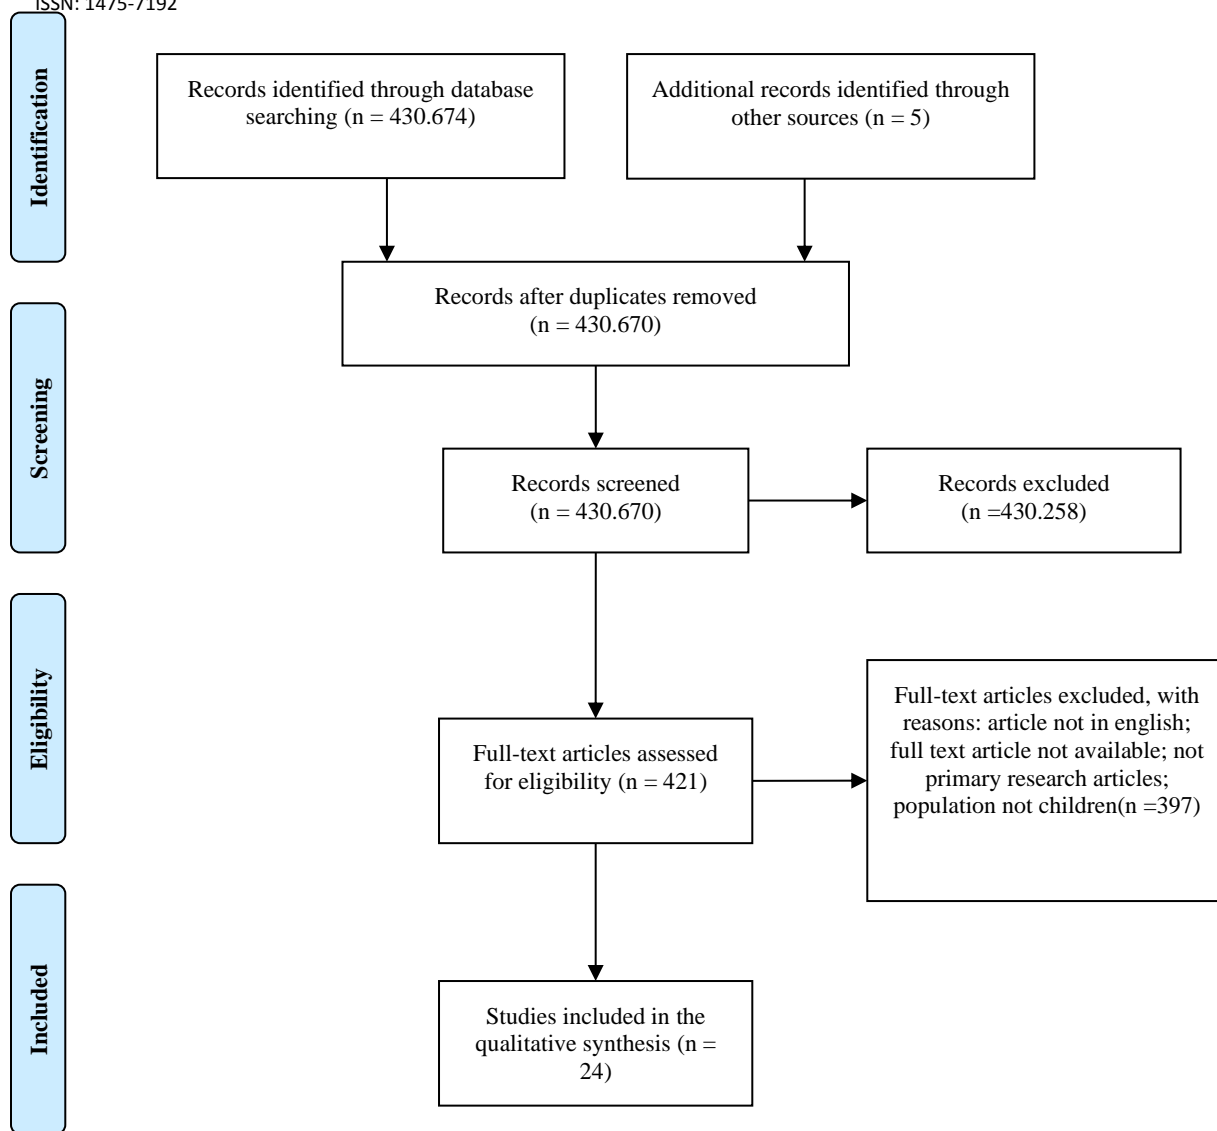 ISSN: 1475-7192
Identification
Records identified through database
searching (n = 430.674)
Additional records identified through
other sources (n = 5)
Records after duplicates removed
(n = 430.670)
Screening
Records screened
(n = 430.670)
Records excluded
(n =430.258)
Eligibility
Full-text articles assessed
for eligibility (n = 421)
Full-text articles excluded, with
reasons: article not in english;
full text article not available; not
primary research articles;
population not children(n =397)
Included
Studies included in the
qualitative synthesis (n =
24)